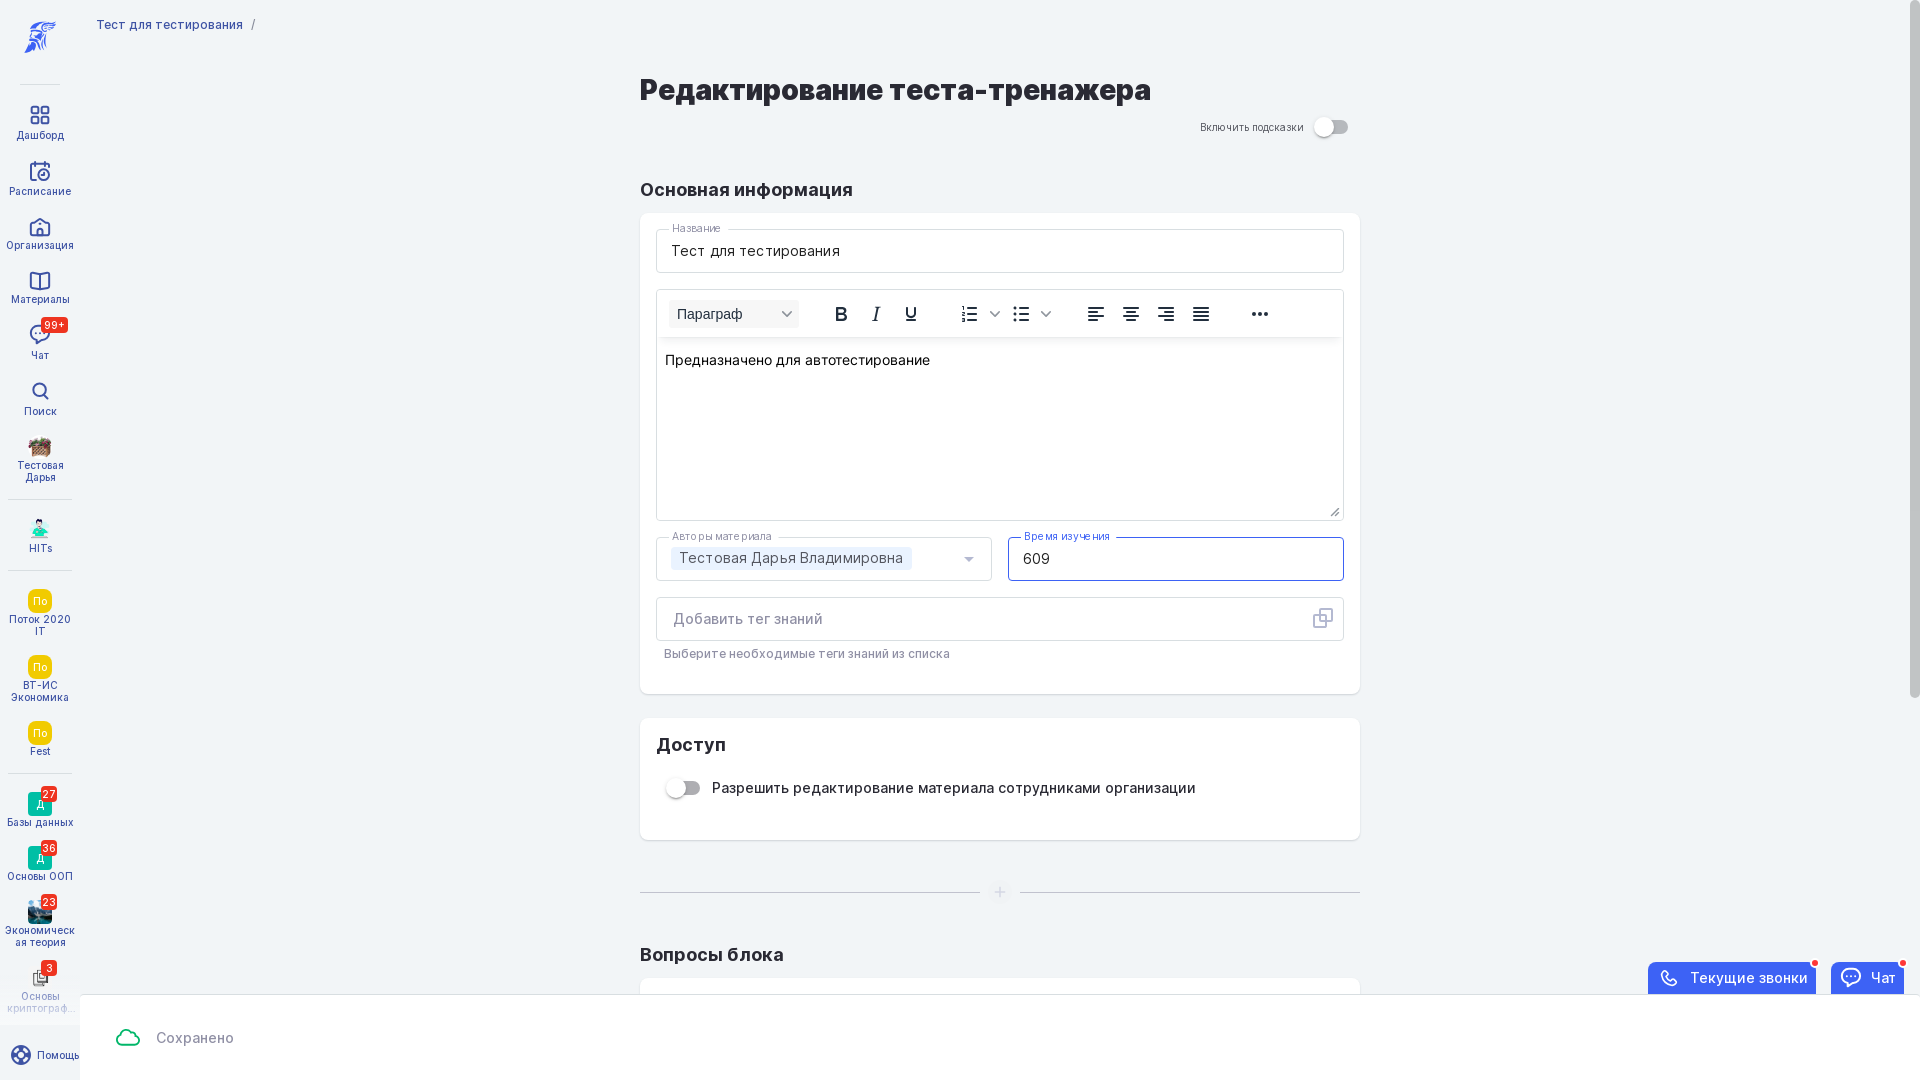 Тест для тестирования /
Редактирование теста-тренажера
Включить подсказки
Основная информация
Название
Тест для тестирования
Параграф
Предназначено для автотестирование
Авторы материала
Тестовая Дарья Владимировна
Время изучения
609
Добавить тег знаний
Выберите необходимые теги знаний из списка
Доступ
Разрешить редактирование материала сотрудниками организации
Вопросы блока
Дашборд
Расписание
Организация
Материалы
99+
Чат
Поиск
Тестовая
Дарья
HITs
По
Поток 2020
IT
По
ВТ-ИС
Экономика
По
Fest
27
Д
Базы данных
36
Д
Основы ООП
23
Экономическ
ая теория
3
Основы
криптограф...
Помощь
Сохранено
Текущие звонки
Чат